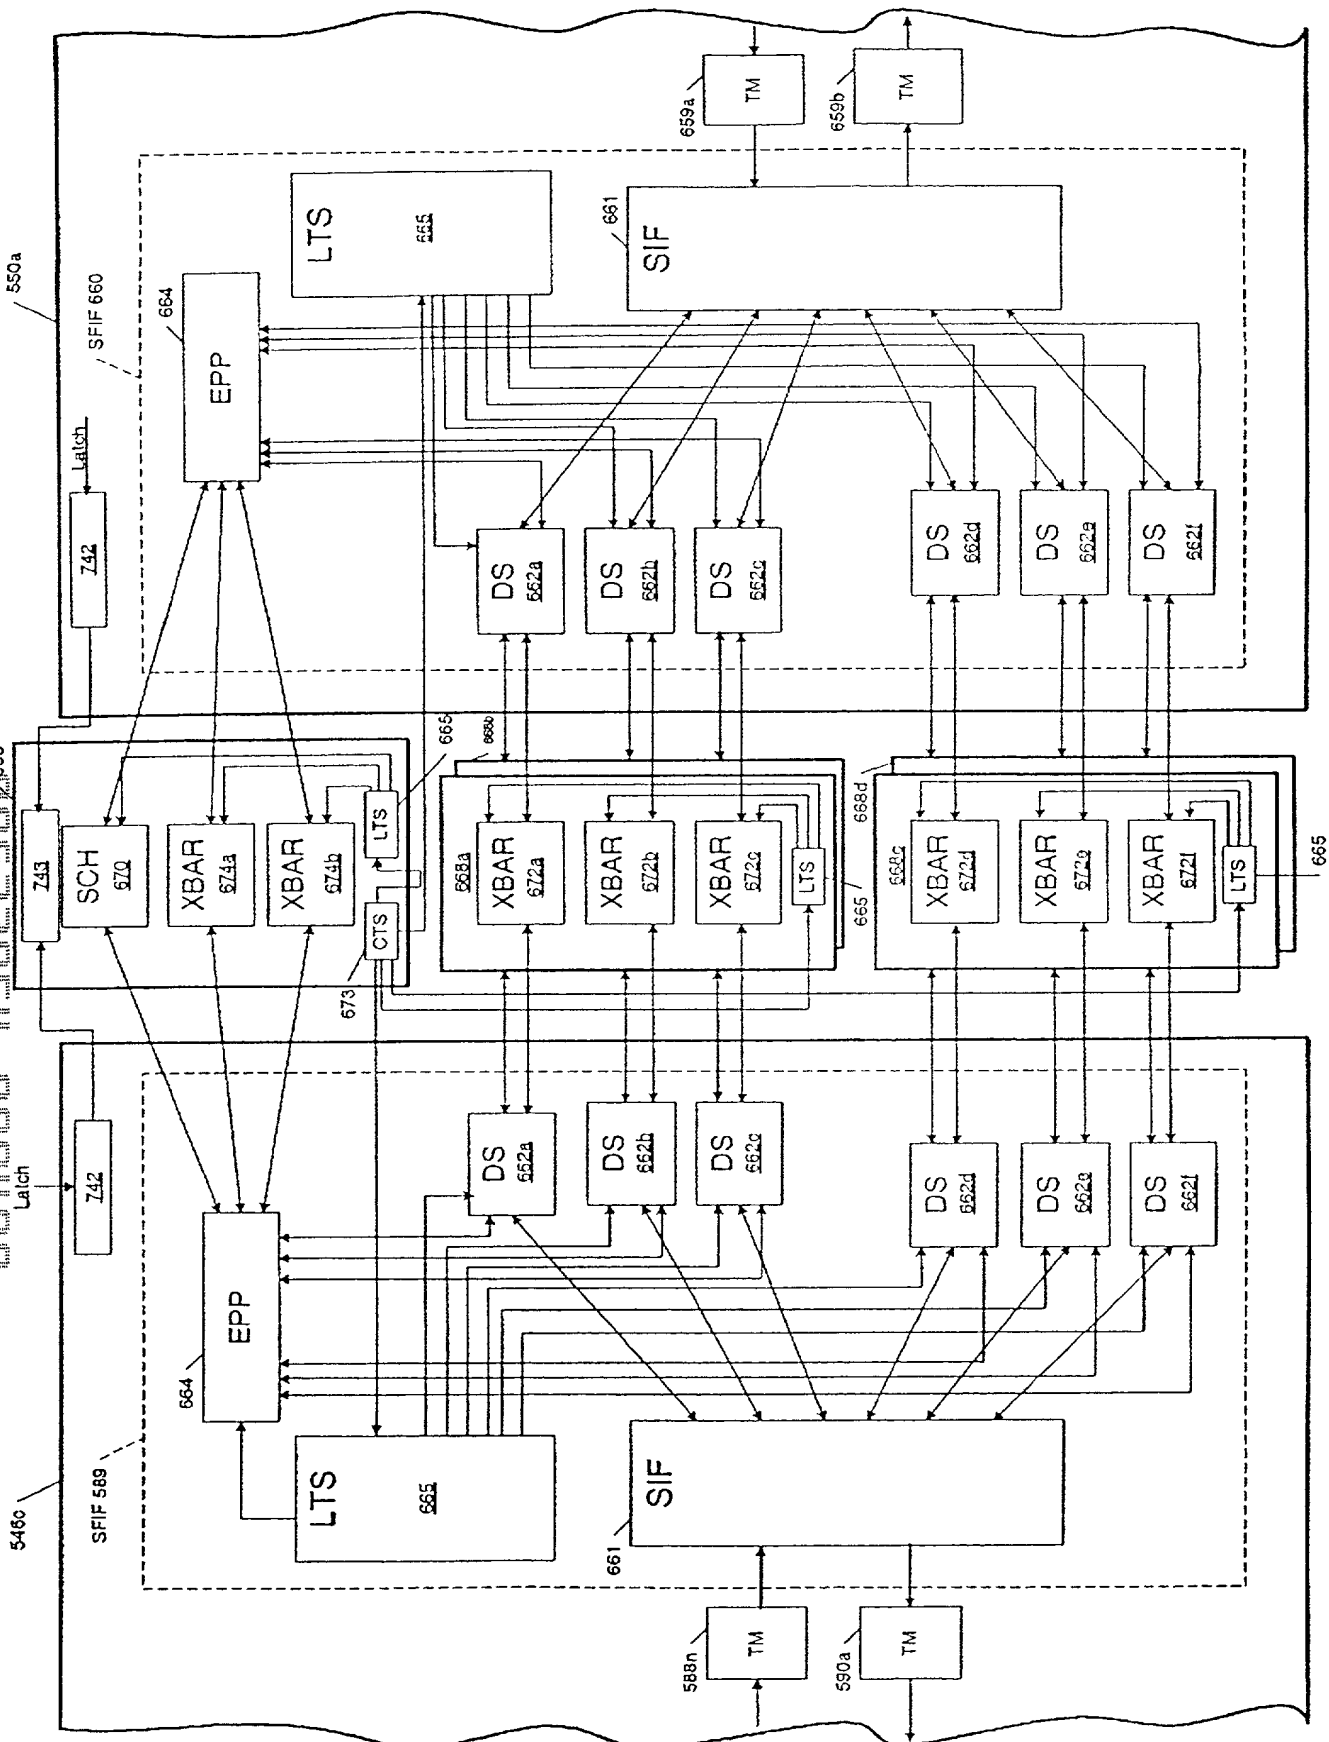 550a
SFIF 660
Latch
742
664
EPP
LTS
665
661
SIF
659a
TM
659b
TM
DS
662a
DS
662b
DS
662c
DS
662d
DS
662e
DS
662f
743
SCH
670
XBAR
674a
XBAR
674b
LTS
665
CTS
673
668b
668a
XBAR
672a
XBAR
672b
XBAR
672c
LTS
665
668d
668c
XBAR
672d
XBAR
672e
XBAR
672f
LTS
665
546c
SFIF 589
Latch
742
664
EPP
LTS
665
661
SIF
588n
TM
590a
TM
DS
662a
DS
662b
DS
662c
DS
662d
DS
662e
DS
662f